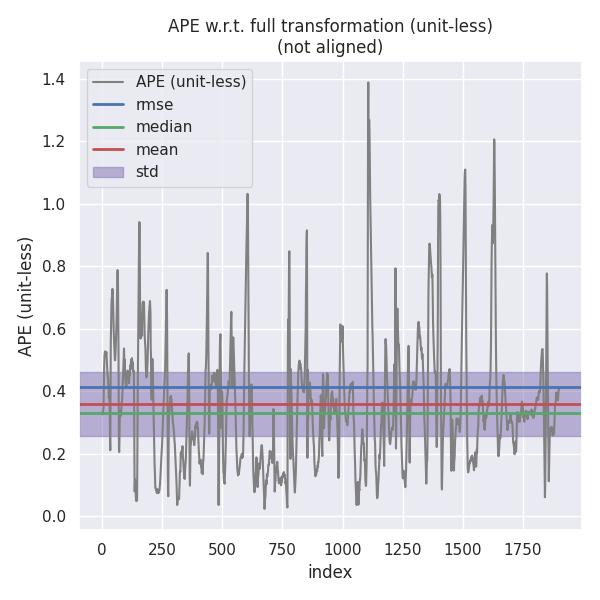 APE w.r.t. full transformation (unit-less)
(not aligned)
APE (unit-less)
rmse
median
mean
std
APE (unit-less)
1.4
1.2
1.0
0.8
0.6
0.4
0.2
0.0
0 250 500 750 1000 1250 1500 1750
index